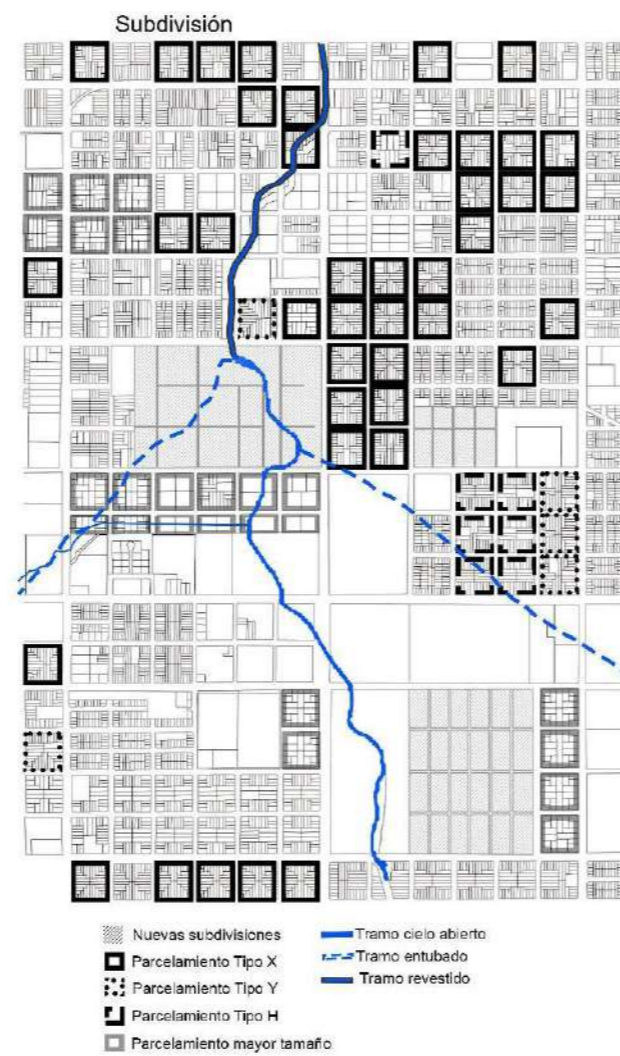 Subdivisión
Nuevas subdivisiones
Parcelamiento Tipo X
Parcelamiento Tipo Y
Parcelamiento Tipo H
Parcelamiento mayor tamaño
Tramo cielo abierto
Tramo entubado
Tramo revestido